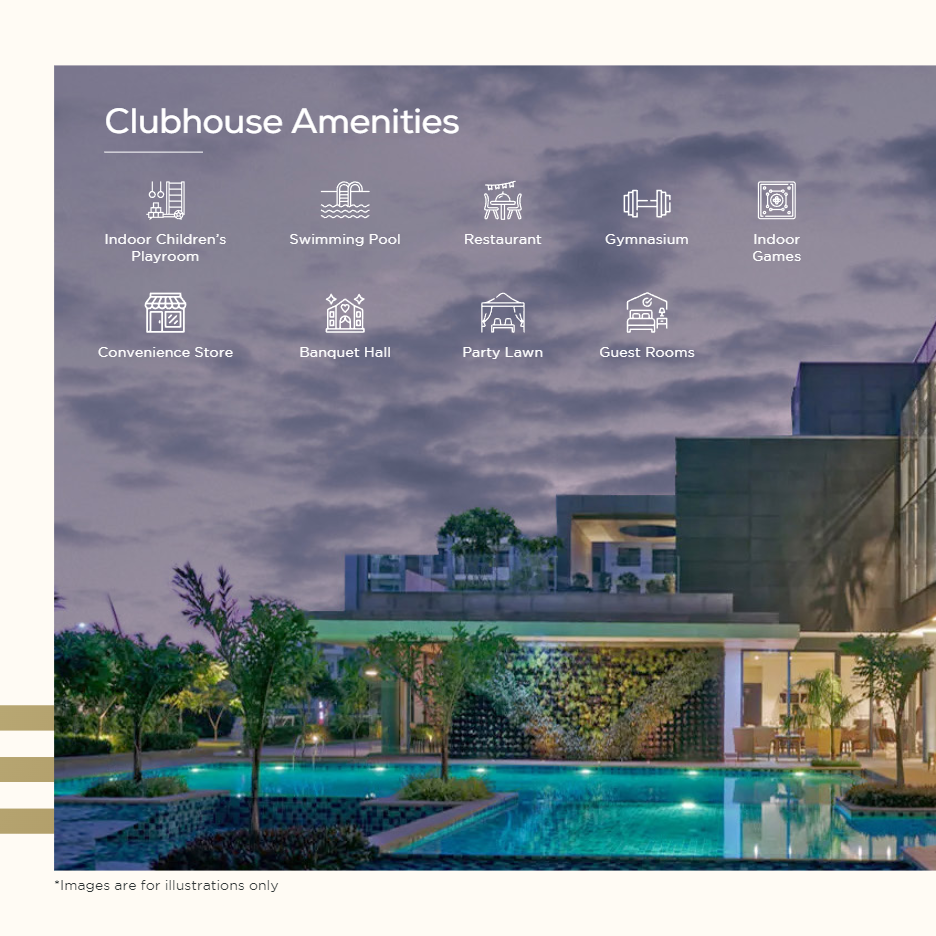 Clubhouse Amenities
Indoor Children's
Playroom
Swimming Pool
Restaurant
Gymnasium
Indoor
Games
Convenience Store
Banquet Hall
Party Lawn
Guest Rooms
*Images are for illustrations only